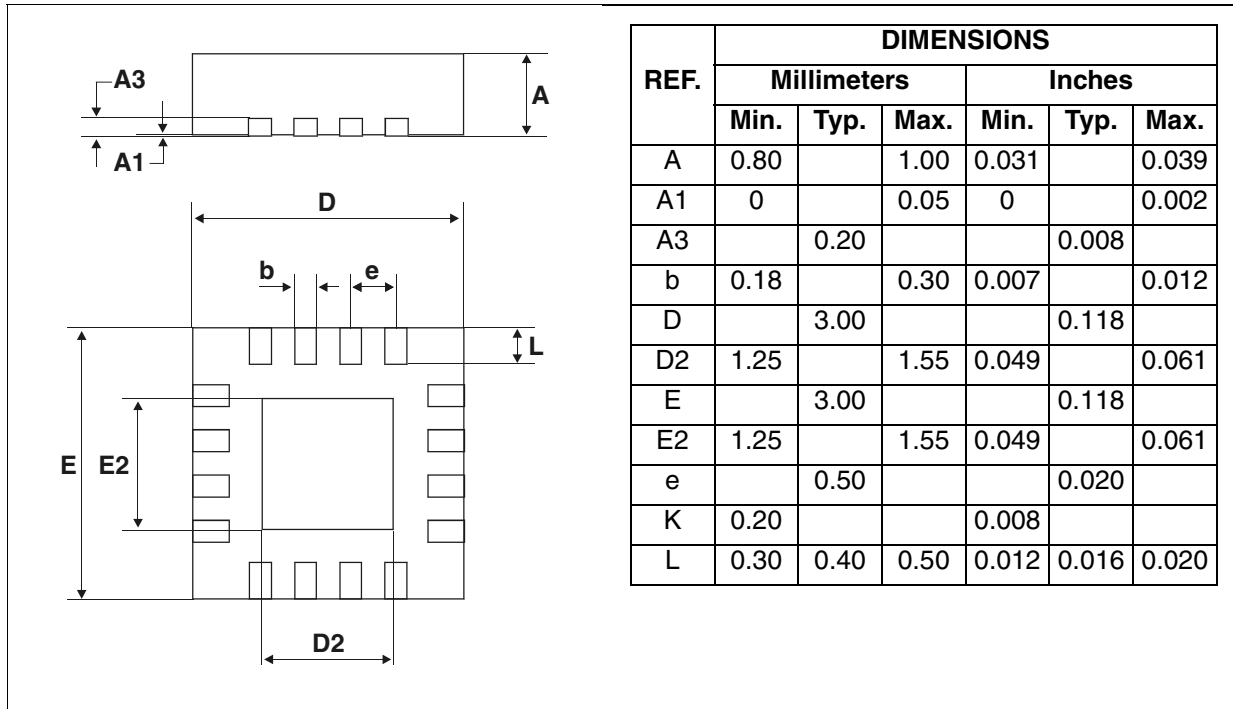 A3
A
A1
D
b e
L
E E2
D2
DIMENSIONS
REF. Millimeters Inches
Min. Typ. Max. Min. Typ. Max.
A 0.80 1.00 0.031 0.039
A1 0 0.05 0 0.002
A3 0.20 0.008
b 0.18 0.30 0.007 0.012
D 3.00 0.118
D2 1.25 1.55 0.049 0.061
E 3.00 0.118
E2 1.25 1.55 0.049 0.061
e 0.50 0.020
K 0.20 0.008
L 0.30 0.40 0.50 0.012 0.016 0.020